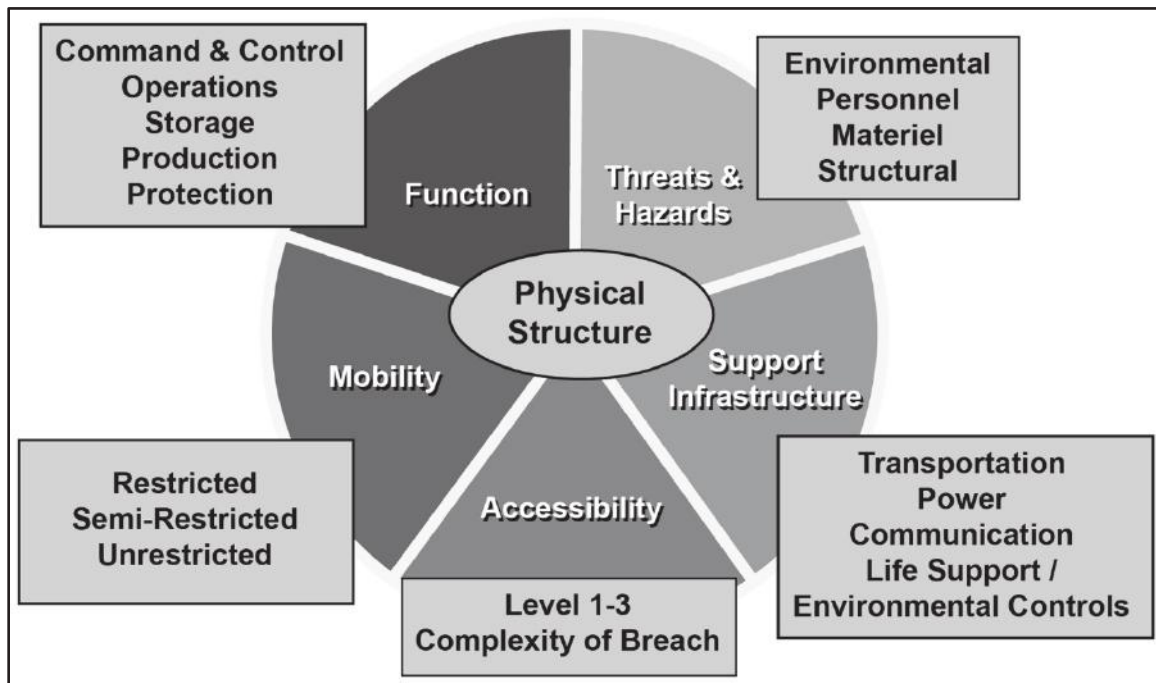 Command & Control
Operations
Storage
Production
Protection
Environmental
Personnel
Materiel
Structural
Function
Threats &
Hazards
Physical
Structure
Mobility
Support
Infrastructure
Accessibility
Restricted
Semi-Restricted
Unrestricted
Level 1-3
Complexity of Breach
Transportation
Power
Communication
Life Support /
Environmental Controls